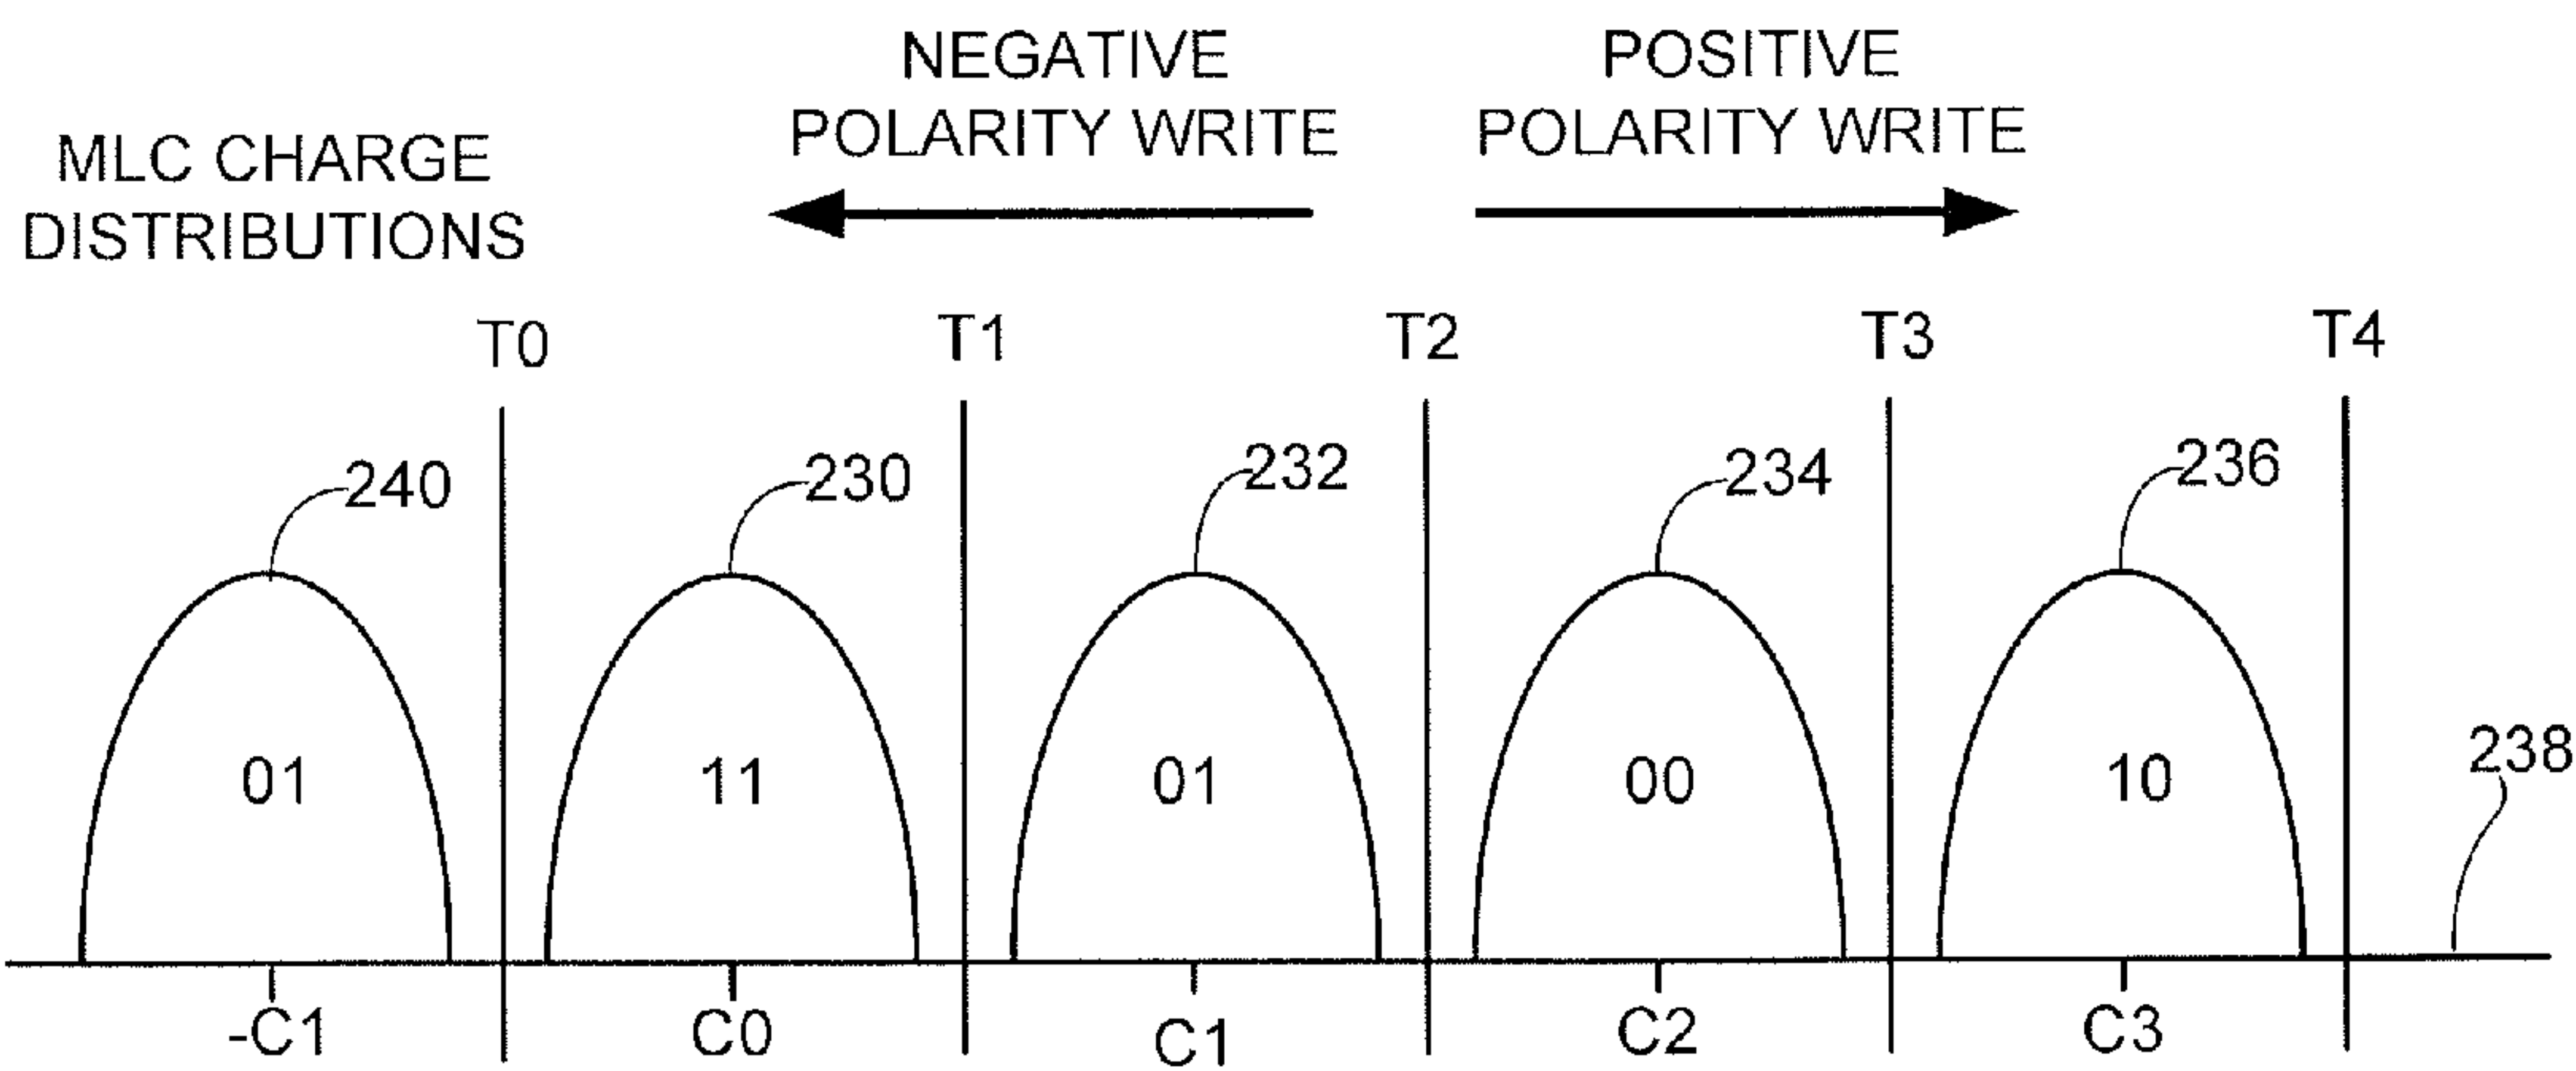 NEGATIVE
POLARITY WRITE
POSITIVE
POLARITY WRITE
MLC CHARGE
DISTRIBUTIONS
T0 T1 T2 T3 T4
240 230 232 234 236
01 11 01 00 10
238
-C1 C0 C1 C2 C3